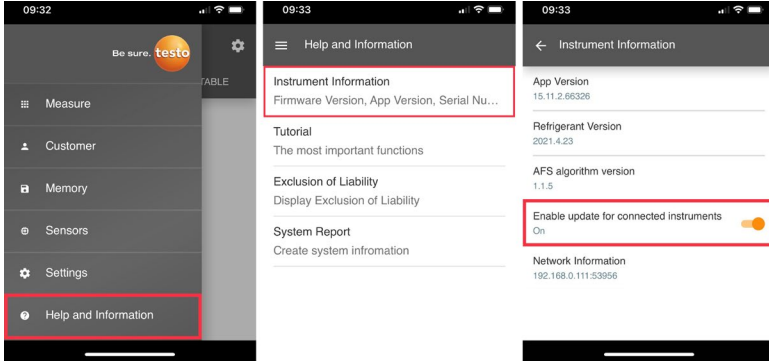 09:32
Be sure. testo
TABLE
Measure
Customer
Memory
Sensors
Settings
Help and Information
09:33
Help and Information
Instrument Information
Firmware Version, App Version, Serial Nu...
Tutorial
The most important functions
Exclusion of Liability
Display Exclusion of Liability
System Report
Create system infromation
09:33
Instrument Information
App Version
15.11.2.66326
Refrigerant Version
2021.4.23
AFS algorithm version
1.1.5
Enable update for connected instruments
On
Network Information
192.168.0.111:53956